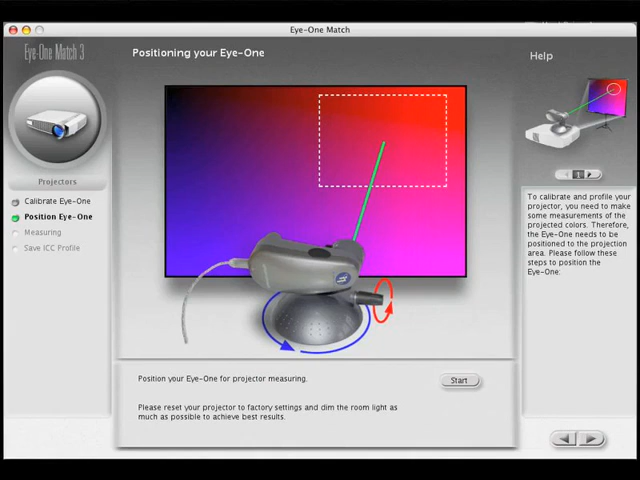 Eye-One Match
Eye-One Match 3
Positioning your Eye-One
Help
Projectors
Calibrate Eye-One
Position Eye-One
Measuring
Save ICC Profile
1
To calibrate and profile your
projector, you need to make
some measurements of the
projected colors. Therefore,
the Eye-One needs to be
positioned to the projection
area. Please follow these
steps to position the
Eye-One:
Position your Eye-One for projector measuring.
Start
Please reset your projector to factory settings and dim the room light as
much as possible to achieve best results.